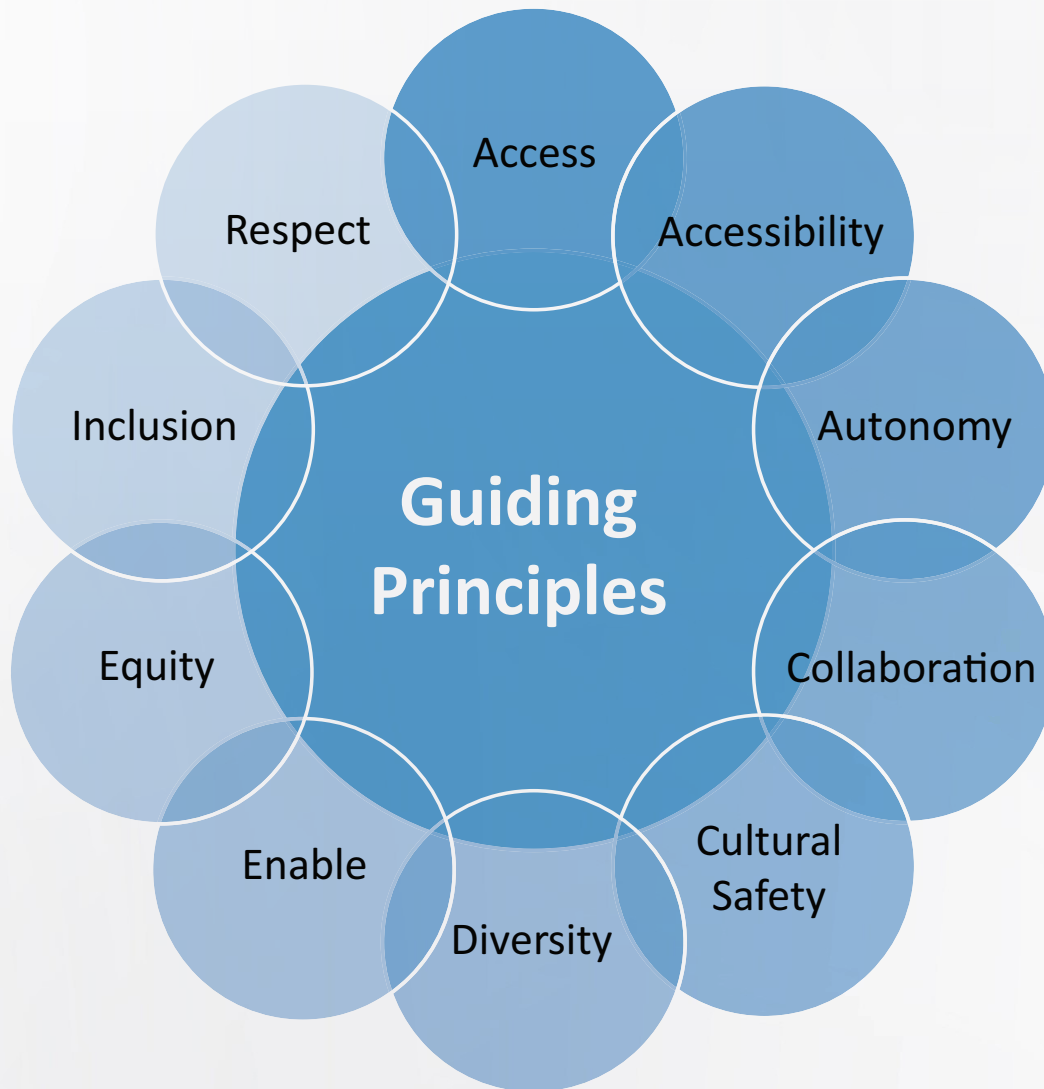 Access
Accessibility
Autonomy
Collaboration
Cultural
Safety
Diversity
Enable
Equity
Inclusion
Respect
Guiding
Principles